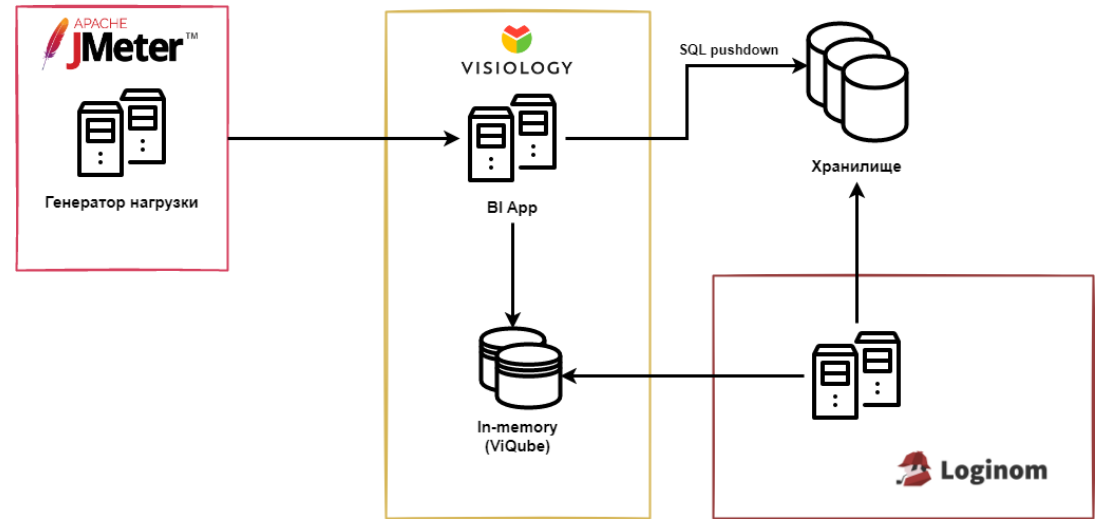 APACHE
JMeter™
Генератор нагрузки
VISIOLOGY
BI App
In-memory
(ViQube)
SQL pushdown
Хранилище
Loginom